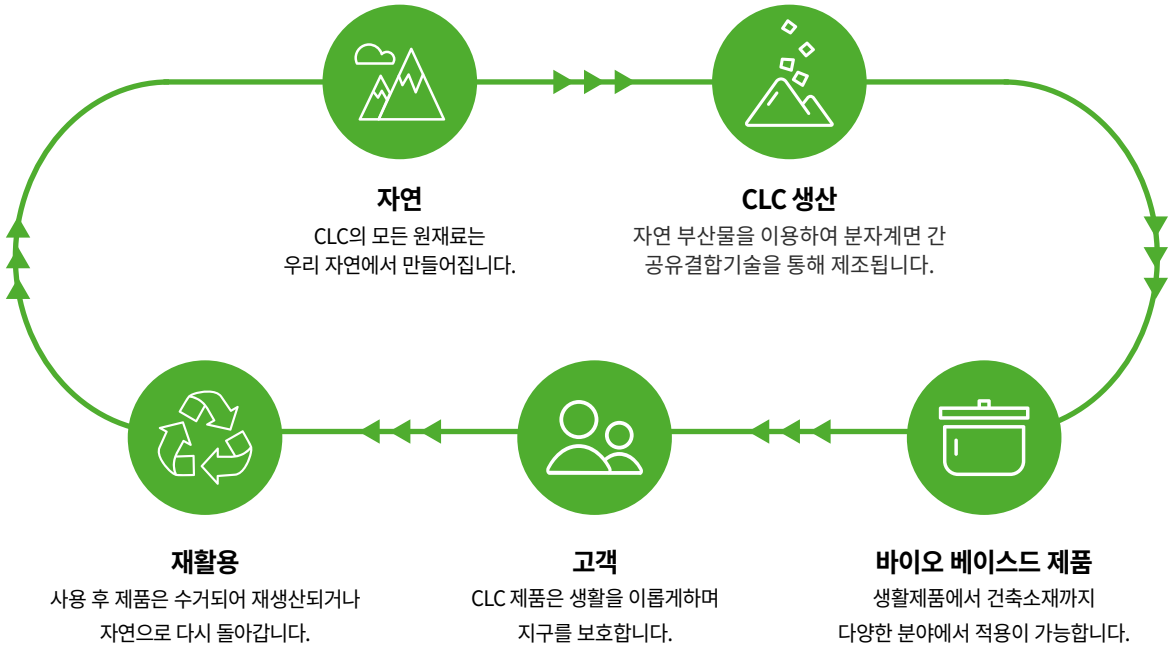 자연
CLC의 모든 원재료는
우리 자연에서 만들어집니다.
CLC 생산
자연 부산물을 이용하여 분자계면 간
공유결합기술을 통해 제조됩니다.
재활용
사용 후 제품은 수거되어 재생산되거나
자연으로 다시 돌아갑니다.
고객
CLC 제품은 생활을 이롭게하며
지구를 보호합니다.
바이오 베이스드 제품
생활제품에서 건축소재까지
다양한 분야에서 적용이 가능합니다.